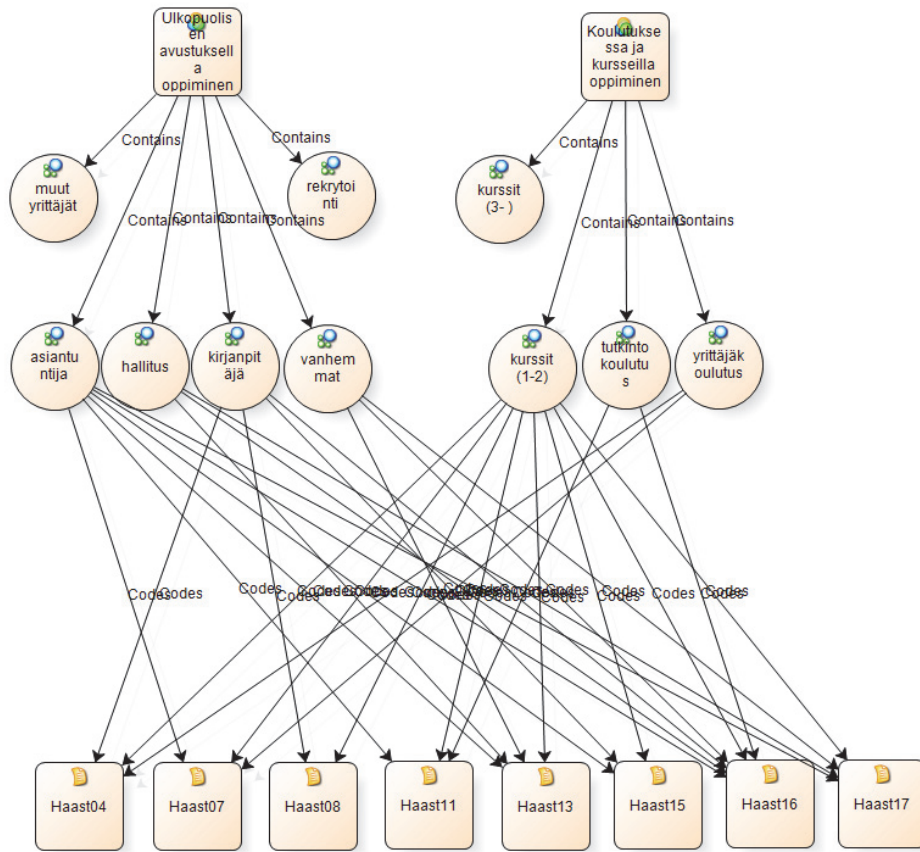 Ulkopuolis
en
avustuksell
a
oppiminen
Koulutukse
ssa ja
kursseilla
oppiminen
Contains
Contains
Contains
muut
yrittäjät
rekrytoi
nti
kurssit
(3- )
Contains
Contains
Contains
Contains
Contains
Contains
Contains
asiantu
ntija
hallitus
kirjanpit
äjä
vanhem
mat
kurssit
(1-2)
tutkinto
koulutu
s
yrittäjäk
oulutus
Codes
Codes
Codes
Codes
Codes
Codes
Codes
Codes
Codes
Codes
Haast04
Haast07
Haast08
Haast11
Haast13
Haast15
Haast16
Haast17